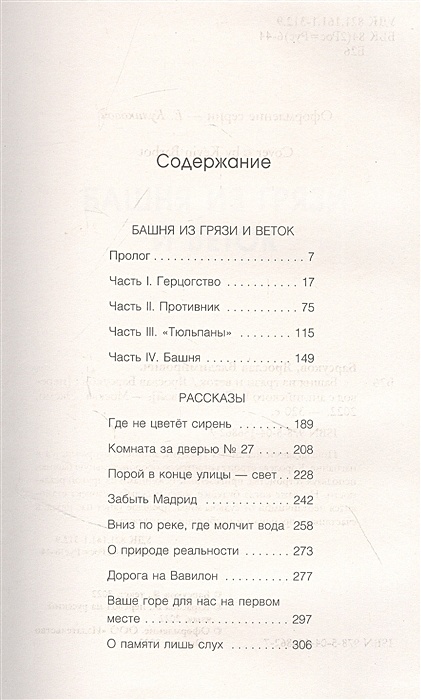 Содержание
БАШНЯ ИЗ ГРЯЗИ И ВЕТОК
Пролог . . . . . . . . . . . . . . . . . . . . . . . 7
Часть I. Герцогство . . . . . . . . . . . 17
Часть II. Противник . . . . . . . . . . . 75
Часть III. «Тюльпаны» . . . . . . . . 115
Часть IV. Башня . . . . . . . . . . . . . 149
РАССКАЗЫ
Где не цветёт сирень . . . . . . . . 189
Комната за дверью № 27 . . . . . 208
Порой в конце улицы — свет . . 228
Забыть Мадрид . . . . . . . . . . . . . 242
Вниз по реке, где молчит вода 258
О природе реальности . . . . . . . 273
Дорога на Вавилон . . . . . . . . . . 277
Ваше горе для нас на первом
месте . . . . . . . . . . . . . . . . . . . . . 297
О памяти лишь слух . . . . . . . . . 306